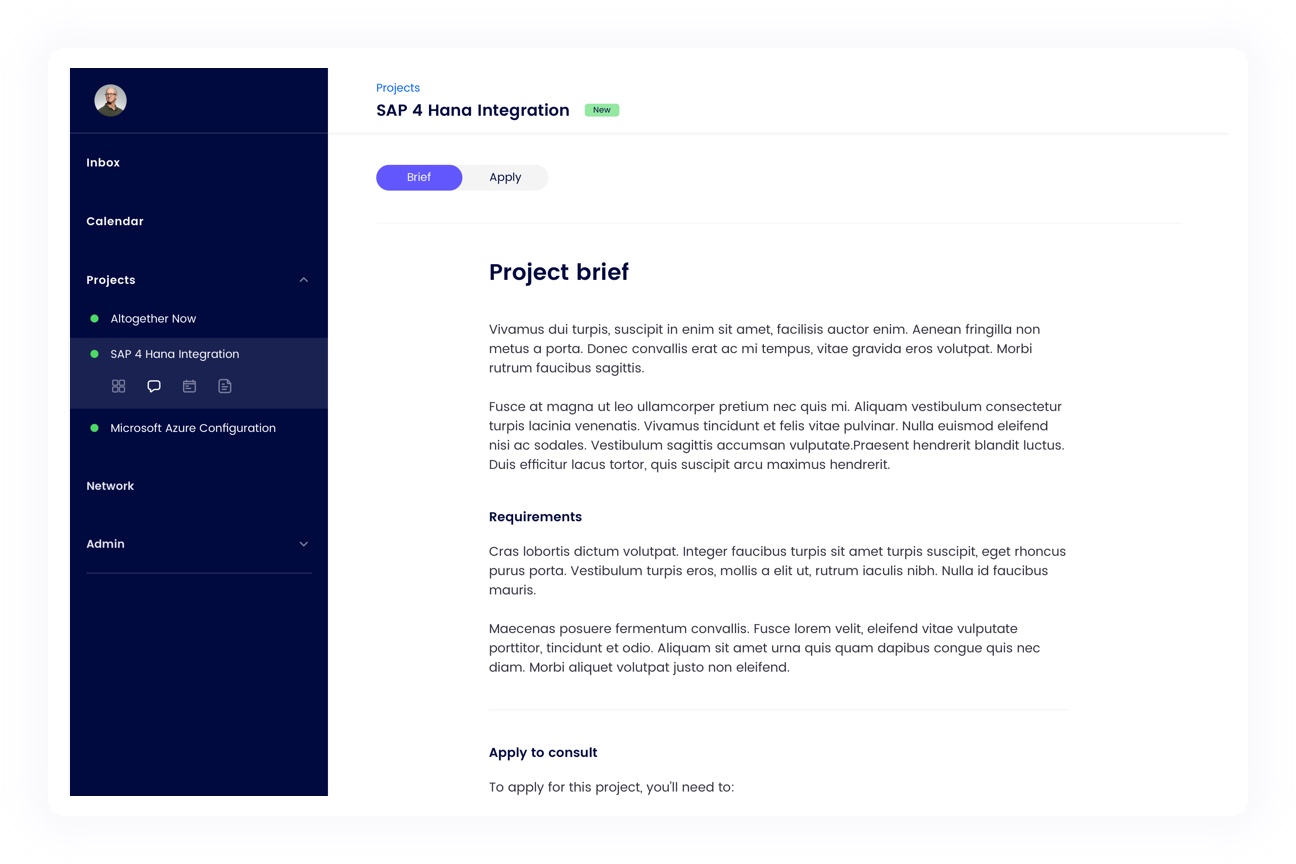 Inbox
Calendar
Projects
Altogether Now
SAP 4 Hana Integration
Microsoft Azure Configuration
Network
Admin
Projects
SAP 4 Hana Integration New
Brief Apply
Project brief
Vivamus dui turpis, suscipit in enim sit amet, facilisis auctor enim. Aenean fringilla non
metus a porta. Donec convallis erat ac mi tempus, vitae gravida eros volutpat. Morbi
rutrum faucibus sagittis.
Fusce at magna ut leo ullamcorper pretium nec quis mi. Aliquam vestibulum consectetur
turpis lacinia venenatis. Vivamus tincidunt et felis vitae pulvinar. Nulla euismod eleifend
nisi ac sodales. Vestibulum sagittis accumsan vulputate.Praesent hendrerit blandit luctus.
Duis efficitur lacus tortor, quis suscipit arcu maximus hendrerit.
Requirements
Cras lobortis dictum volutpat. Integer faucibus turpis sit amet turpis suscipit, eget rhoncus
purus porta. Vestibulum turpis eros, mollis a elit ut, rutrum iaculis nibh. Nulla id faucibus
mauris.
Maecenas posuere fermentum convallis. Fusce lorem velit, eleifend vitae vulputate
porttitor, tincidunt et odio. Aliquam sit amet urna quis quam dapibus congue quis nec
diam. Morbi aliquet volutpat justo non eleifend.
Apply to consult
To apply for this project, you'll need to: